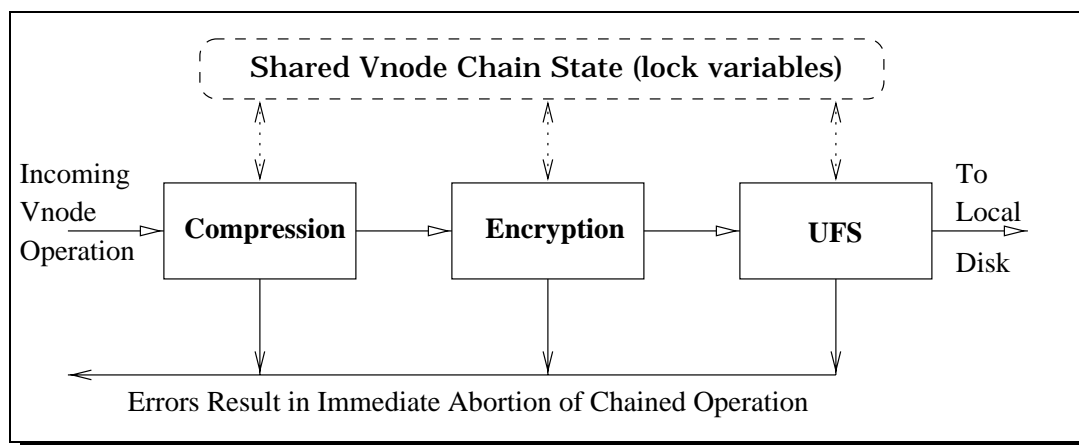 Shared Vnode Chain State (lock variables)
Incoming
Vnode
Operation
Compression
Encryption
UFS
To
Local
Disk
Errors Result in Immediate Abortion of Chained Operation